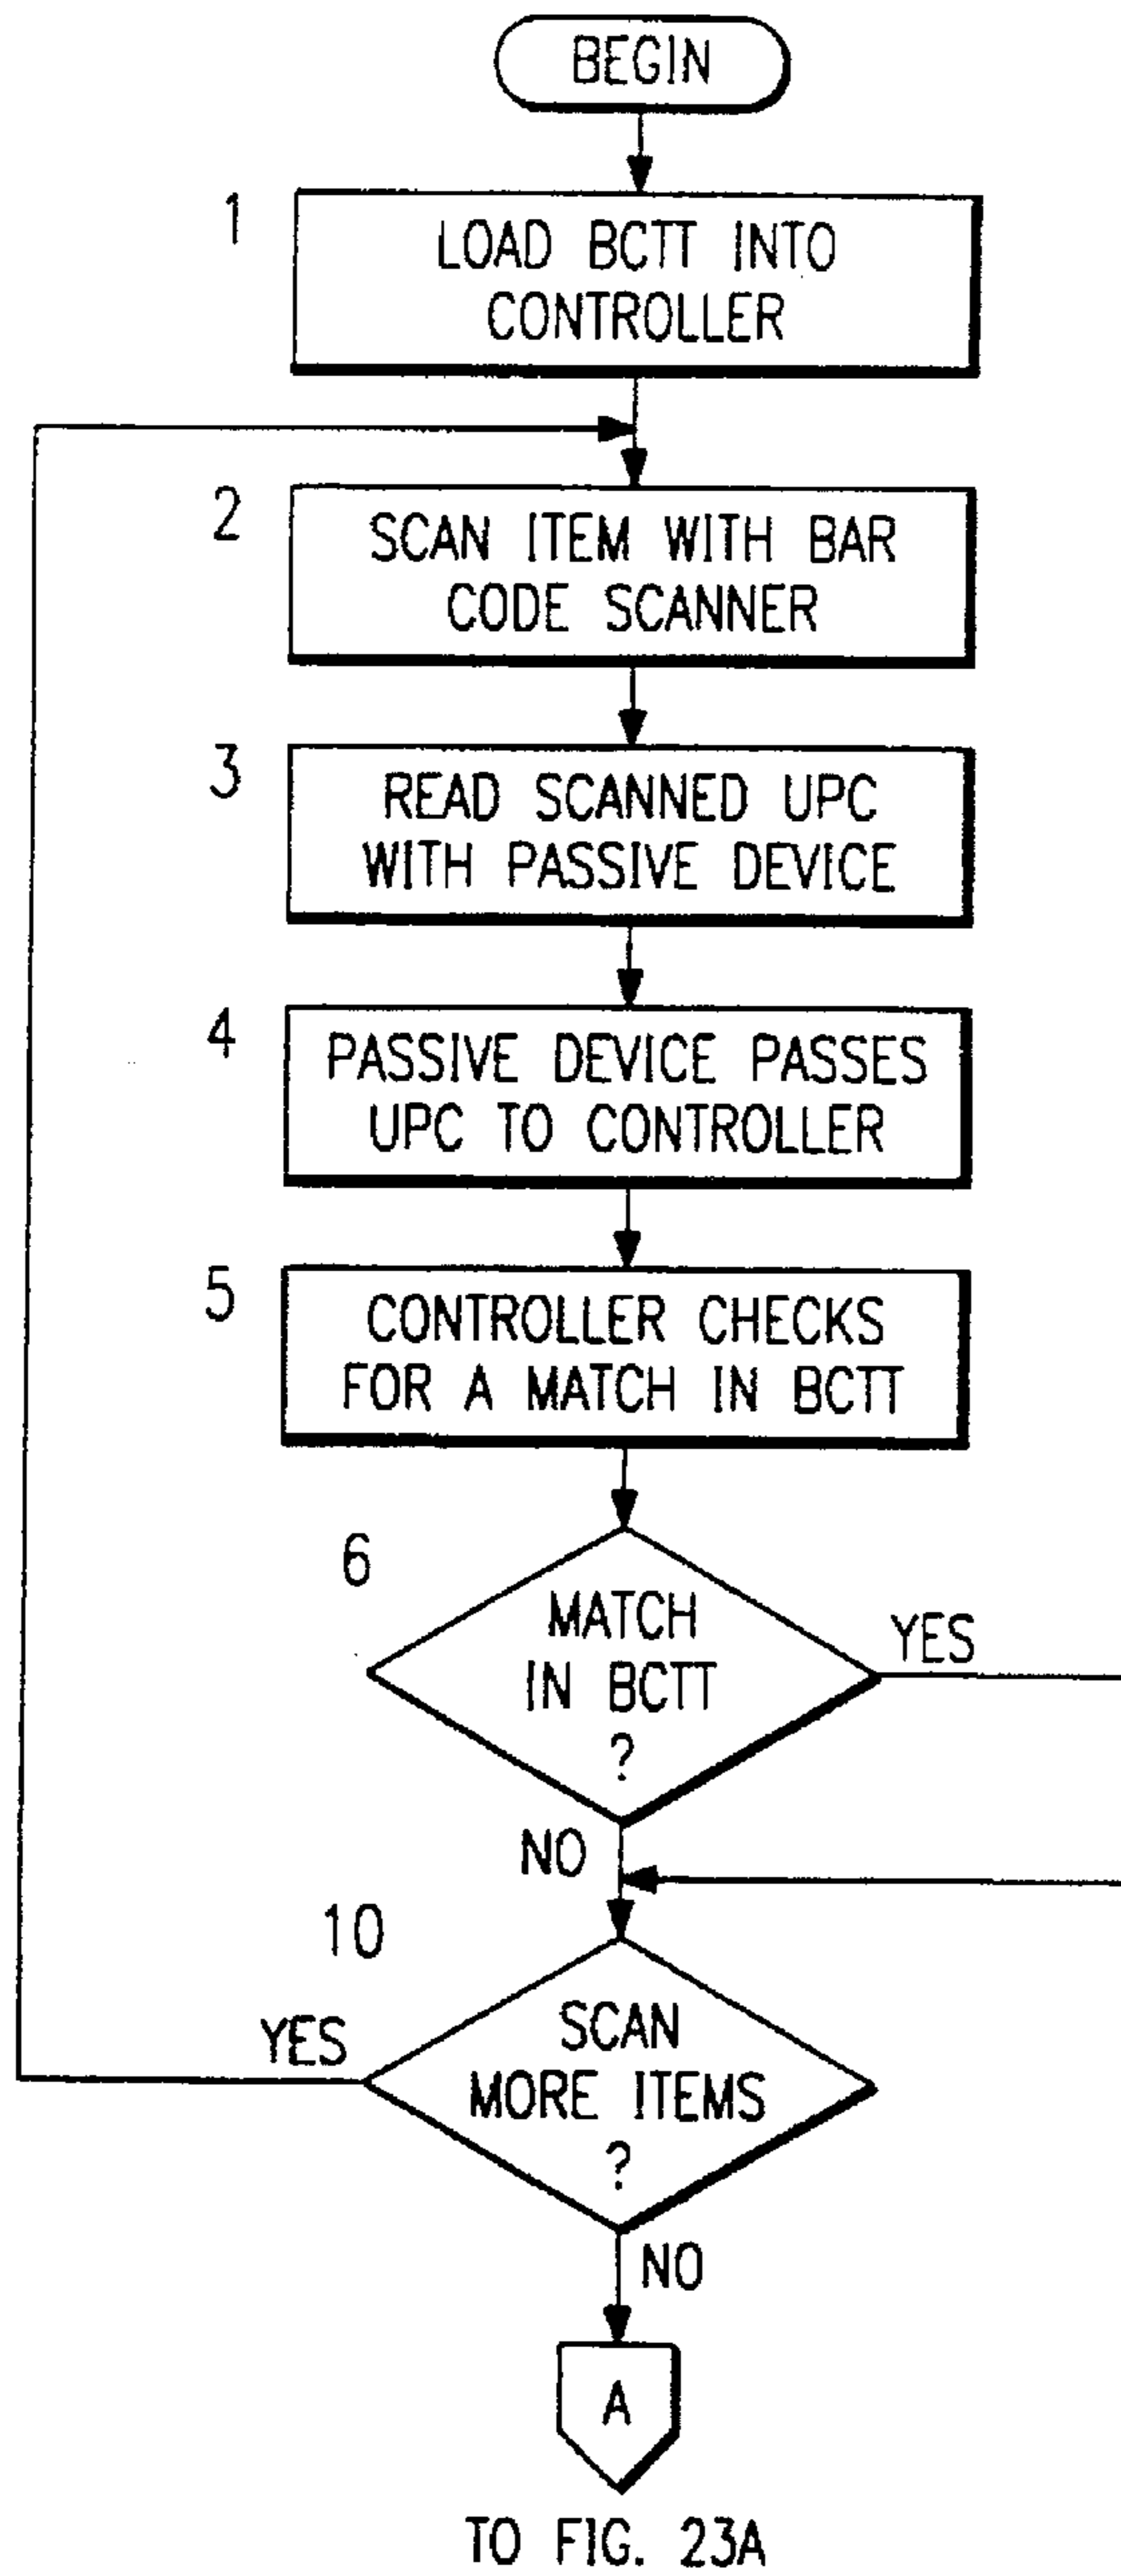 BEGIN
1
LOAD BCTT INTO
CONTROLLER
2
SCAN ITEM WITH BAR
CODE SCANNER
3
READ SCANNED UPC
WITH PASSIVE DEVICE
4
PASSIVE DEVICE PASSES
UPC TO CONTROLLER
5
CONTROLLER CHECKS
FOR A MATCH IN BCTT
6
MATCH
IN BCTT
?
YES
NO
10
SCAN
MORE ITEMS
?
YES
NO
A
TO FIG. 23A